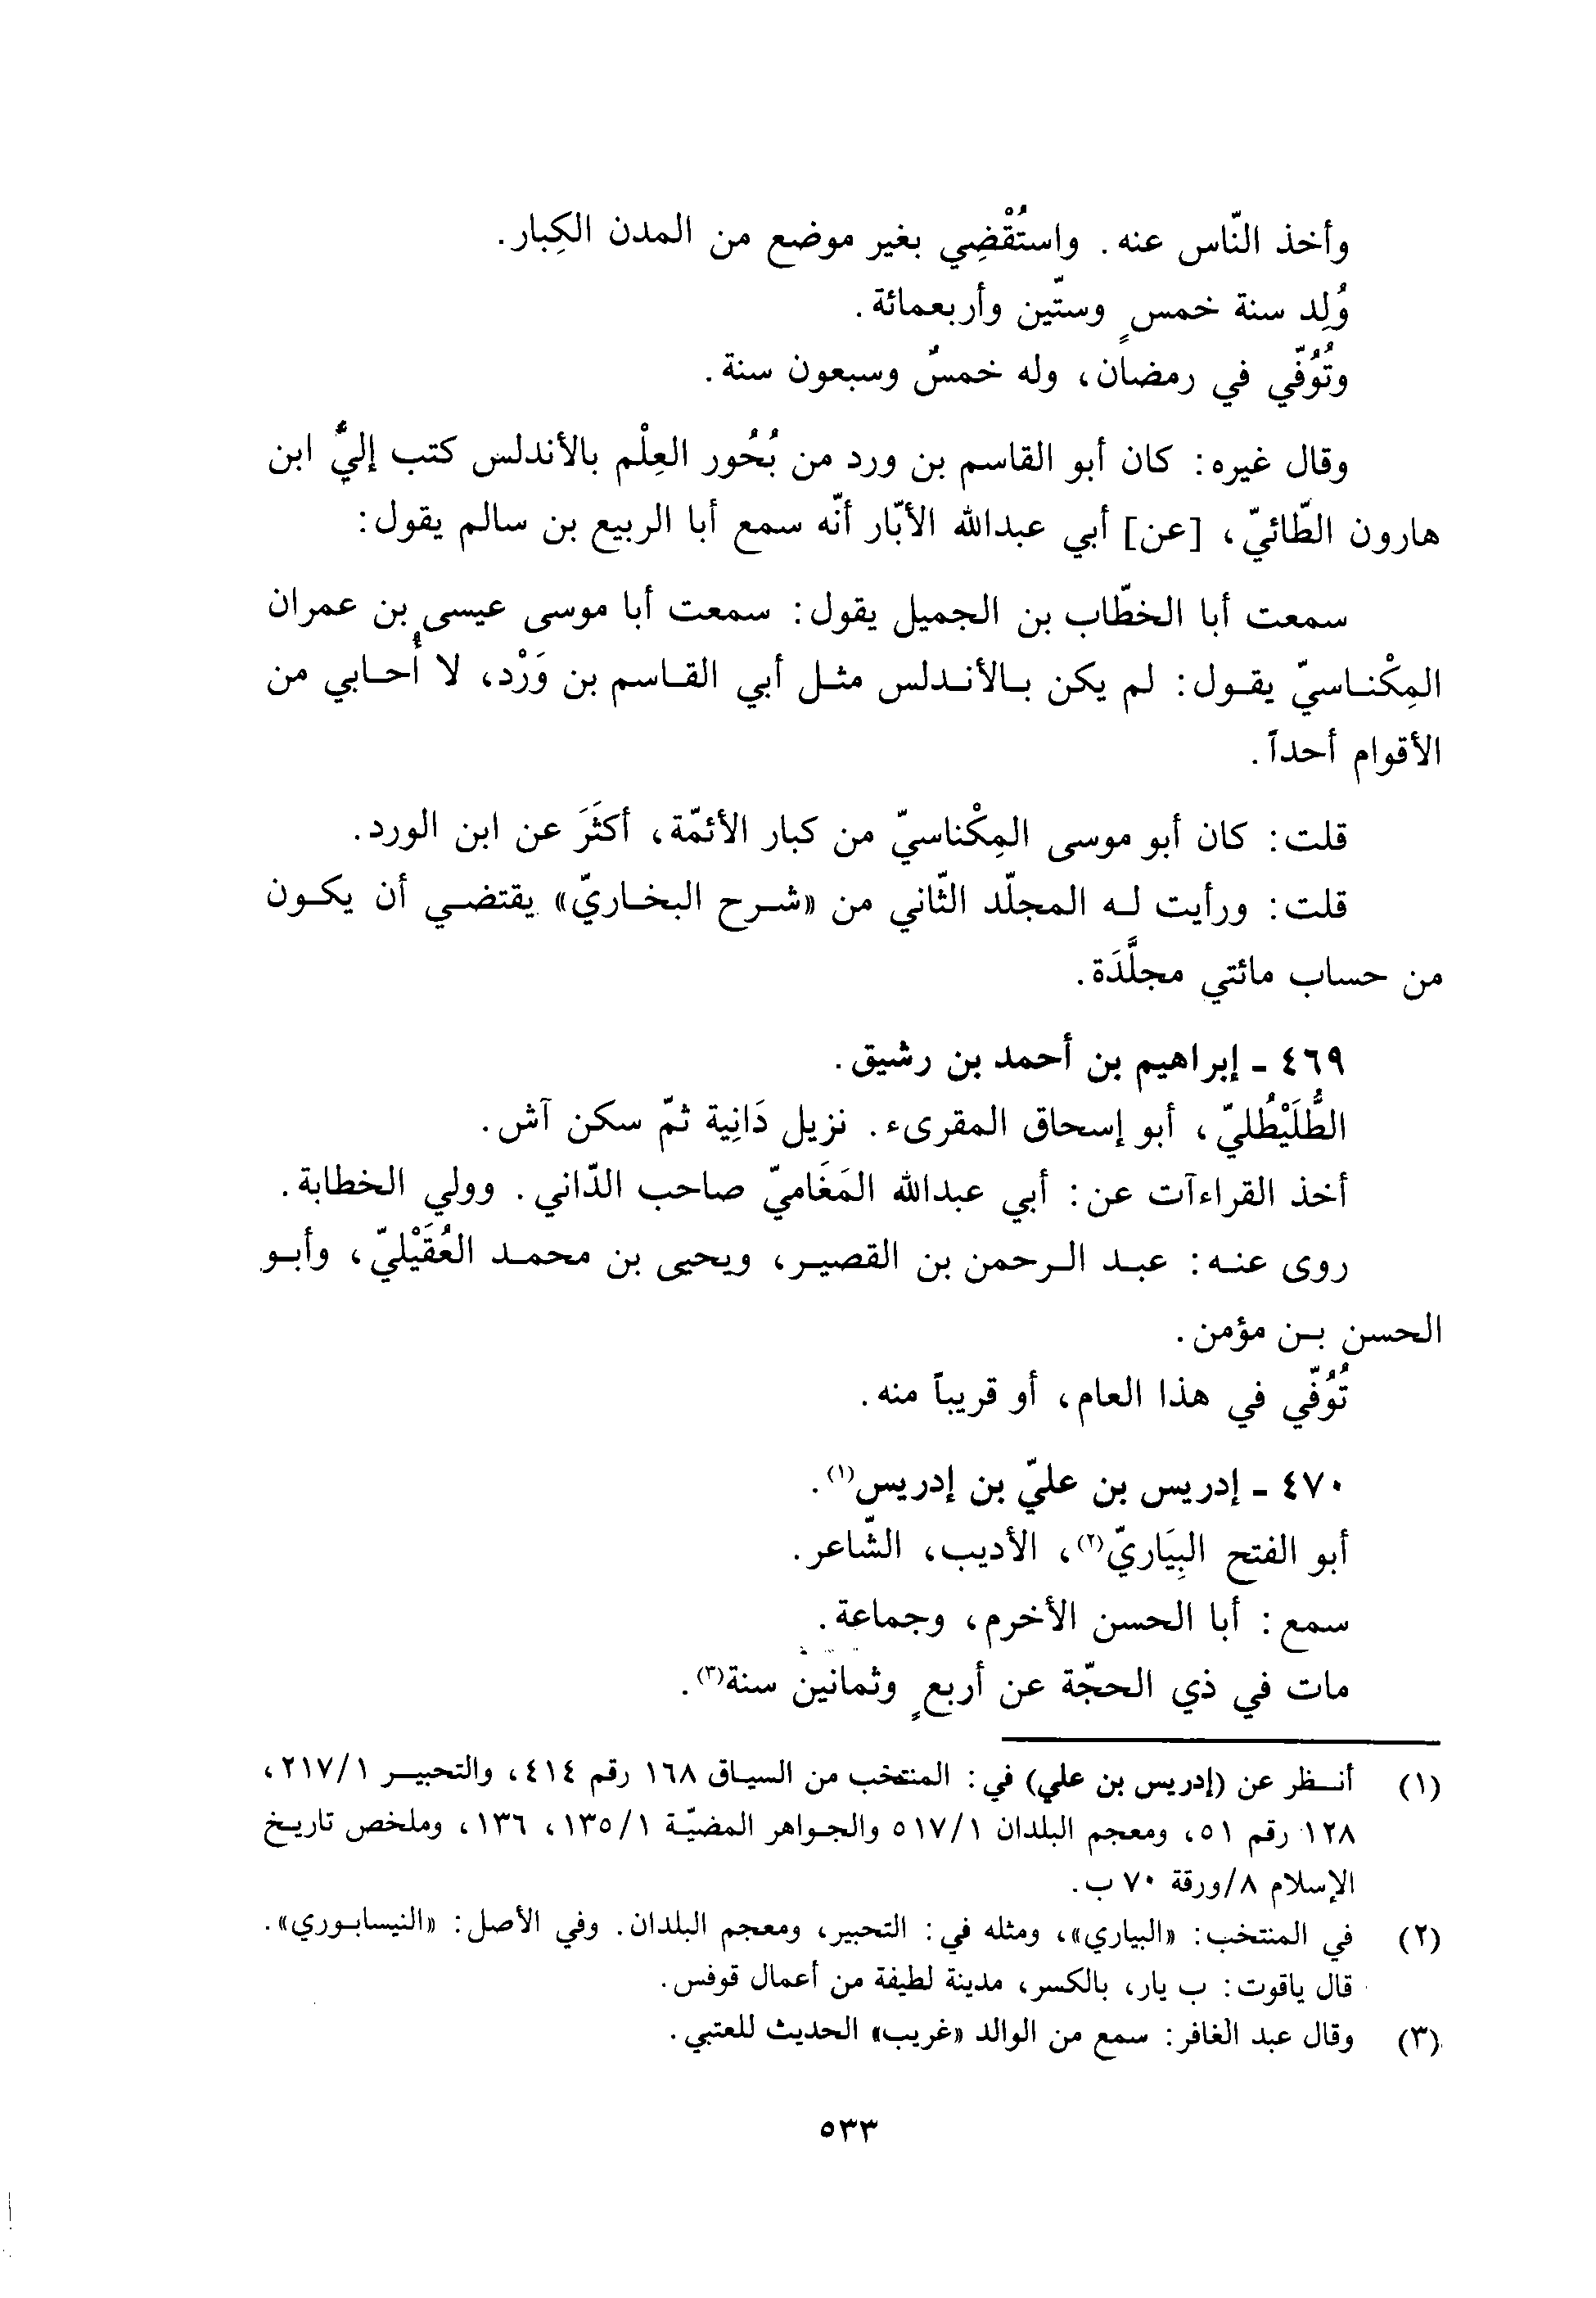 وأخذ النّاس عنه. واستُقْضِي بغير موضع من المدن الكِبار.
وُلِد سنة خمسٍ وستّين وأربعمائة.
وتُوُفّي في رمضان، وله خمسٌ وسبعون سنة.
وقال غيره: كان أبو القاسم بن ورد من بُحُور العِلْم بالأندلس كتب إليُّ ابن
هارون الطّائيّ، [عن] أبي عبدالله الأبّار أنّه سمع أبا الربيع بن سالم يقول:
سمعت أبا الخطّاب بن الجميل يقول: سمعت أبا موسى عيسى بن عمران
المِكْناسيّ يقول: لم يكن بالأندلس مثل أبي القاسم بن وَرْد، لا أُحابي من
الأقوام أحداً.
قلت: كان أبو موسى المِكْناسيّ من كبار الأئمّة، أكثَرَ عن ابن الورد.
قلت: ورأيت له المجلّد الثّاني من «شرح البخاريّ» يقتضي أن يكون
من حساب مائتي مجلَّدَة.
٤٦٩ - إبراهيم بن أحمد بن رشيق.
الطُّلَيْطُليّ، أبو إسحاق المقرىء. نزيل دَانِية ثمّ سكن آش.
أخذ القراءآت عن: أبي عبدالله المَغَاميّ صاحب الدّاني. وولي الخطابة.
روى عنه: عبد الرحمن بن القصير، ويحيى بن محمد العُقَيْليّ، وأبو
الحسن بن مؤمن.
تُوُفّي في هذا العام، أو قريباً منه.
٤٧٠ - إدريس بن عليّ بن إدريس(١).
أبو الفتح البِيَاريّ(٢)، الأديب، الشّاعر.
سمع: أبا الحسن الأخرم، وجماعة.
مات في ذي الحجّة عن أربعٍ وثمانين سنة(٣).
(١) أنظر عن (إدريس بن علي) في: المنتخب من السياق ١٦٨ رقم ٤١٤، والتحبير ٢١٧/١،
١٢٨ رقم ٥١، ومعجم البلدان ٥١٧/١ والجواهر المضيّة ١٣٥/١، ١٣٦، وملخص تاريخ
الإسلام ٨/ورقة ٧٠ ب.
(٢) في المنتخب: «البياري»، ومثله في: التحبير، ومعجم البلدان. وفي الأصل: «النيسابوري».
قال ياقوت: ب يار، بالكسر، مدينة لطيفة من أعمال قوفس.
(٣) وقال عبد الغافر: سمع من الوالد «غريب» الحديث للعتبي.
٥٣٣